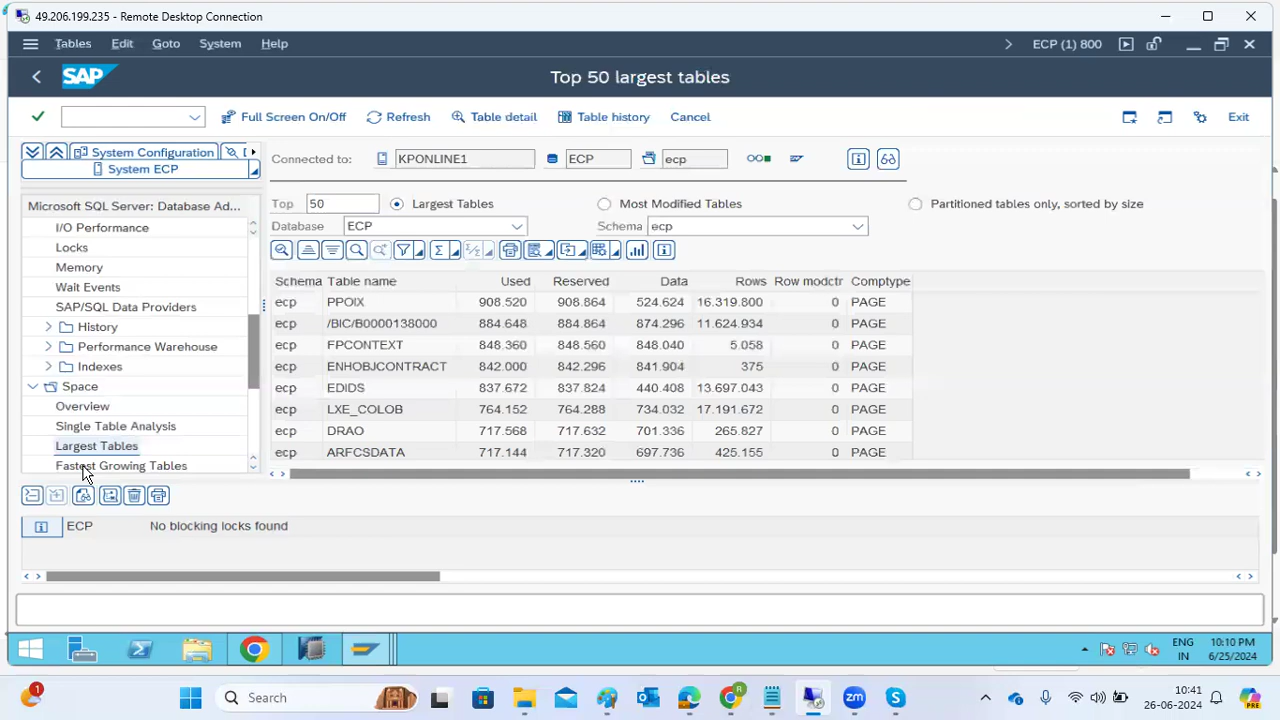 49.206.199.235 - Remote Desktop Connection
Tables Edit Goto System Help ECP (1) 800
SAP Top 50 largest tables
Full Screen On/Off Refresh Table detail Table history Cancel Exit
System Configuration
System ECP
Connected to: KPONLINE1 ECP ecp
Microsoft SQL Server: Database Ad...
Top 50 Largest Tables Most Modified Tables Partitioned tables only, sorted by size
Database ECP Schema ecp
I/O Performance
Locks
Memory
Wait Events
SAP/SQL Data Providers
History
Performance Warehouse
Indexes
Space
Overview
Single Table Analysis
Largest Tables
Fastest Growing Tables
Schema Table name Used Reserved Data Rows Row modctr Comptype
ecp PPOIX 908.520 908.864 524.624 16.319.800 0 PAGE
ecp /BIC/B0000138000 884.648 884.864 874.296 11.624.934 0 PAGE
ecp FPCONTEXT 848.360 848.560 848.040 5.058 0 PAGE
ecp ENHOBJCONTRACT 842.000 842.296 841.904 375 0 PAGE
ecp EDIDS 837.672 837.824 440.408 13.697.043 0 PAGE
ecp LXE_COLOB 764.152 764.288 734.032 17.191.672 0 PAGE
ecp DRAO 717.568 717.632 701.336 265.827 0 PAGE
ecp ARFCSDATA 717.144 717.320 697.736 425.155 0 PAGE
ECP No blocking locks found
ENG 10:10 PM
IN 6/25/2024
1 Search zm 10:41
26-06-2024 PRE